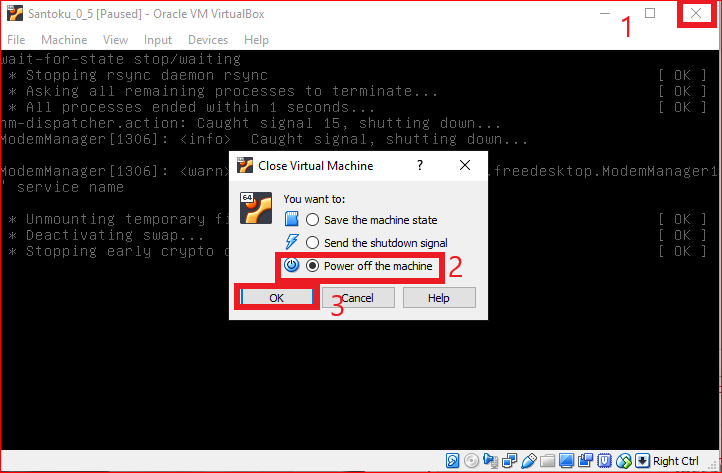 Santoku_0_5 [Paused] - Oracle VM VirtualBox
1
File Machine View Input Devices Help
wait-for-state stop/waiting
* Stopping rsync daemon rsync [ OK ]
* Asking all remaining processes to terminate... [ OK ]
* All processes ended within 1 seconds... [ OK ]
nm-dispatcher.action: Caught signal 15, shutting down...
ModemManager[1306]: <info> Caught signal, shutting down...
ModemManager[1306]: <warn> .freedesktop.ModemManager1
' service name
* Unmounting temporary fi [ OK ]
* Deactivating swap... [ OK ]
* Stopping early crypto d [ OK ]
Close Virtual Machine ?
64
You want to:
Save the machine state
Send the shutdown signal
Power off the machine 2
OK Cancel Help
3
Right Ctrl